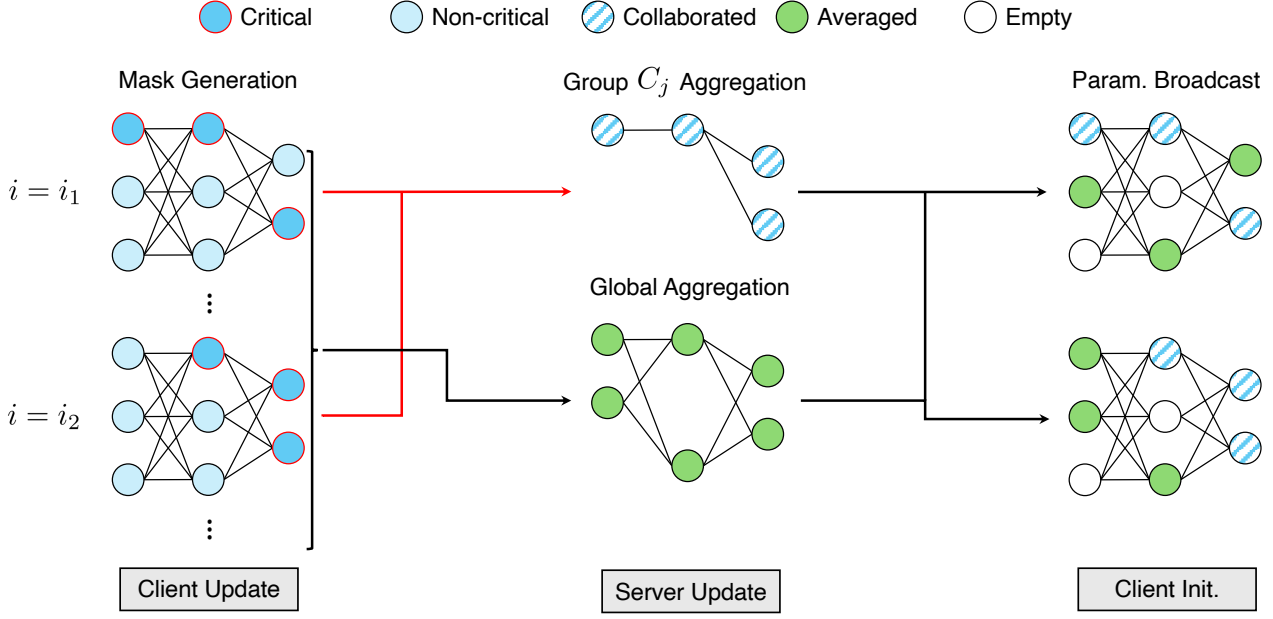 Critical Non-critical Collaborated Averaged Empty
Mask Generation Group C_j Aggregation Param. Broadcast
i = i_1
Global Aggregation
i = i_2
Client Update Server Update Client Init.